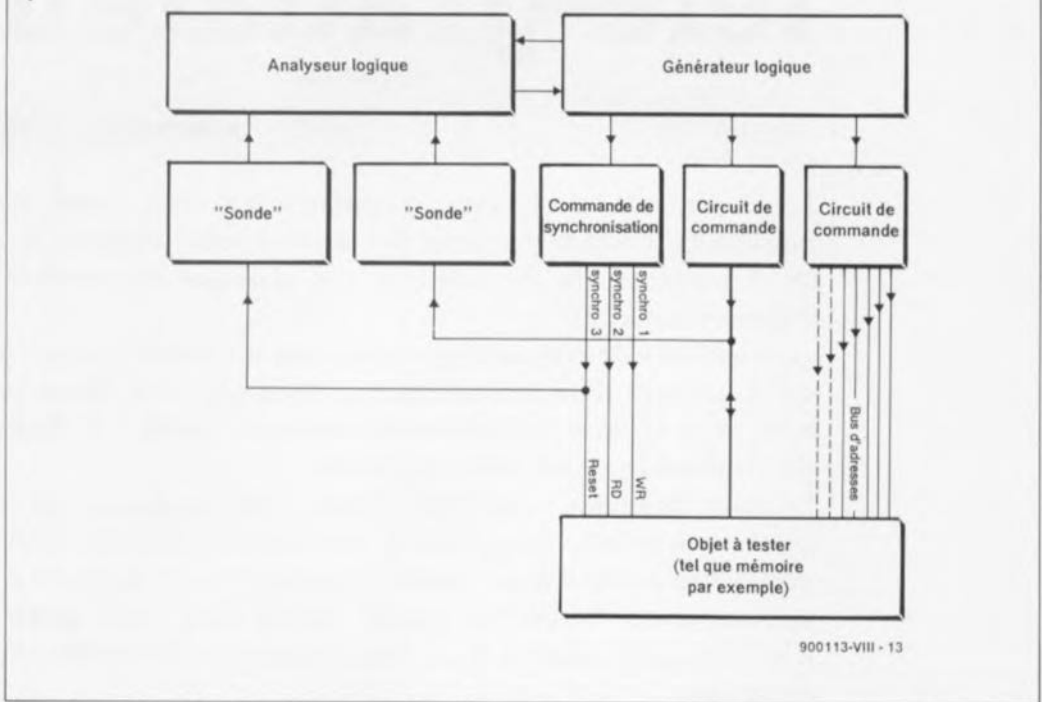 Analyseur logique
Générateur logique
"Sonde"
"Sonde"
Commande de
synchronisation
Circuit de
commande
Circuit de
commande
synchro 3
synchro 2
synchro 1
Bus d'adresses
Reset
RD
WR
Objet à tester
(tel que mémoire
par exemple)
900113-VIII - 13